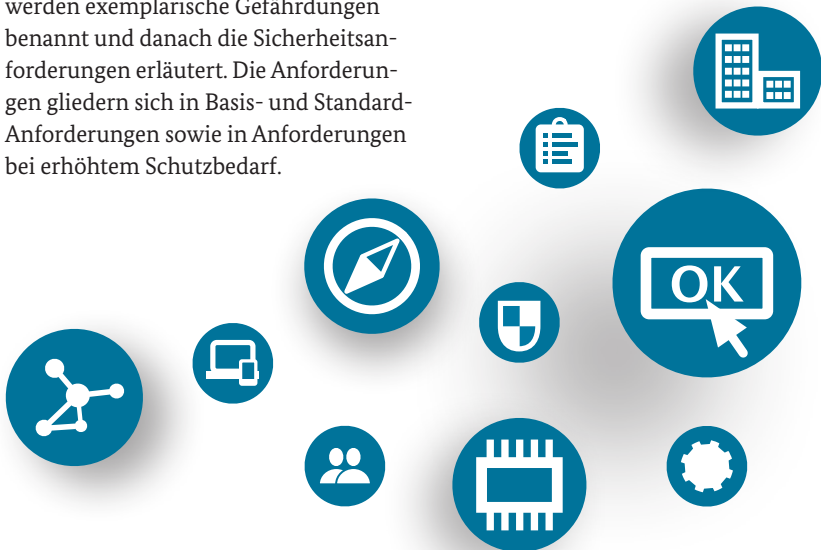 werden exemplarische Gefährdungen
benannt und danach die Sicherheitsan-
forderungen erläutert. Die Anforderun-
gen gliedern sich in Basis- und Standard-
Anforderungen sowie in Anforderungen
bei erhöhtem Schutzbedarf.
OK